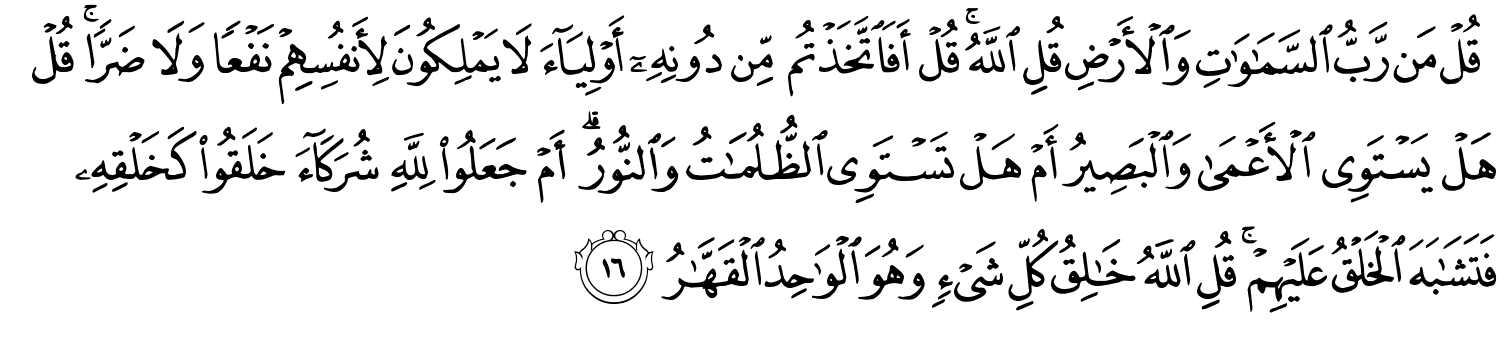 قُلْ مَن رَّبُّ ٱلسَّمَـٰوَٰتِ وَٱلْأَرْضِ قُلِ ٱللَّهُ ۚ قُلْ أَفَٱتَّخَذْتُم مِّن دُونِهِۦٓ أَوْلِيَآءَ لَا يَمْلِكُونَ لِأَنفُسِهِمْ نَفْعًا وَلَا ضَرًّا ۚ قُلْ
هَلْ يَسْتَوِى ٱلْأَعْمَىٰ وَٱلْبَصِيرُ أَمْ هَلْ تَسْتَوِى ٱلظُّلُمَـٰتُ وَٱلنُّورُ ۗ أَمْ جَعَلُوا۟ لِلَّهِ شُرَكَآءَ خَلَقُوا۟ كَخَلْقِهِۦ
فَتَشَـٰبَهَ ٱلْخَلْقُ عَلَيْهِمْ ۚ قُلِ ٱللَّهُ خَـٰلِقُ كُلِّ شَىْءٍ وَهُوَ ٱلْوَٰحِدُ ٱلْقَهَّـٰرُ ١٦